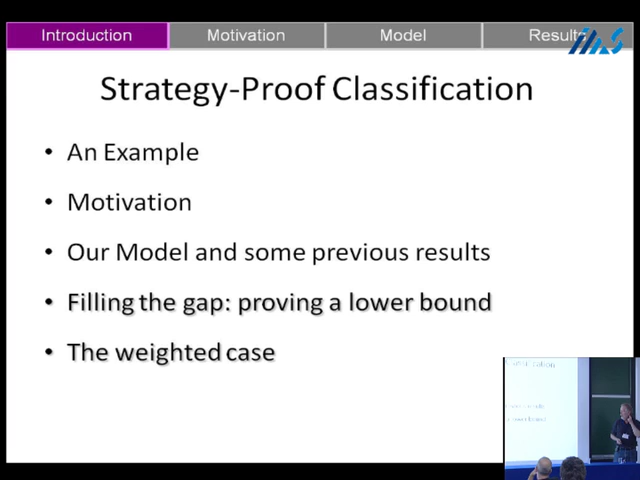 Introduction
Motivation
Model
Results
Strategy-Proof Classification
• An Example
• Motivation
• Our Model and some previous results
• Filling the gap: proving a lower bound
• The weighted case